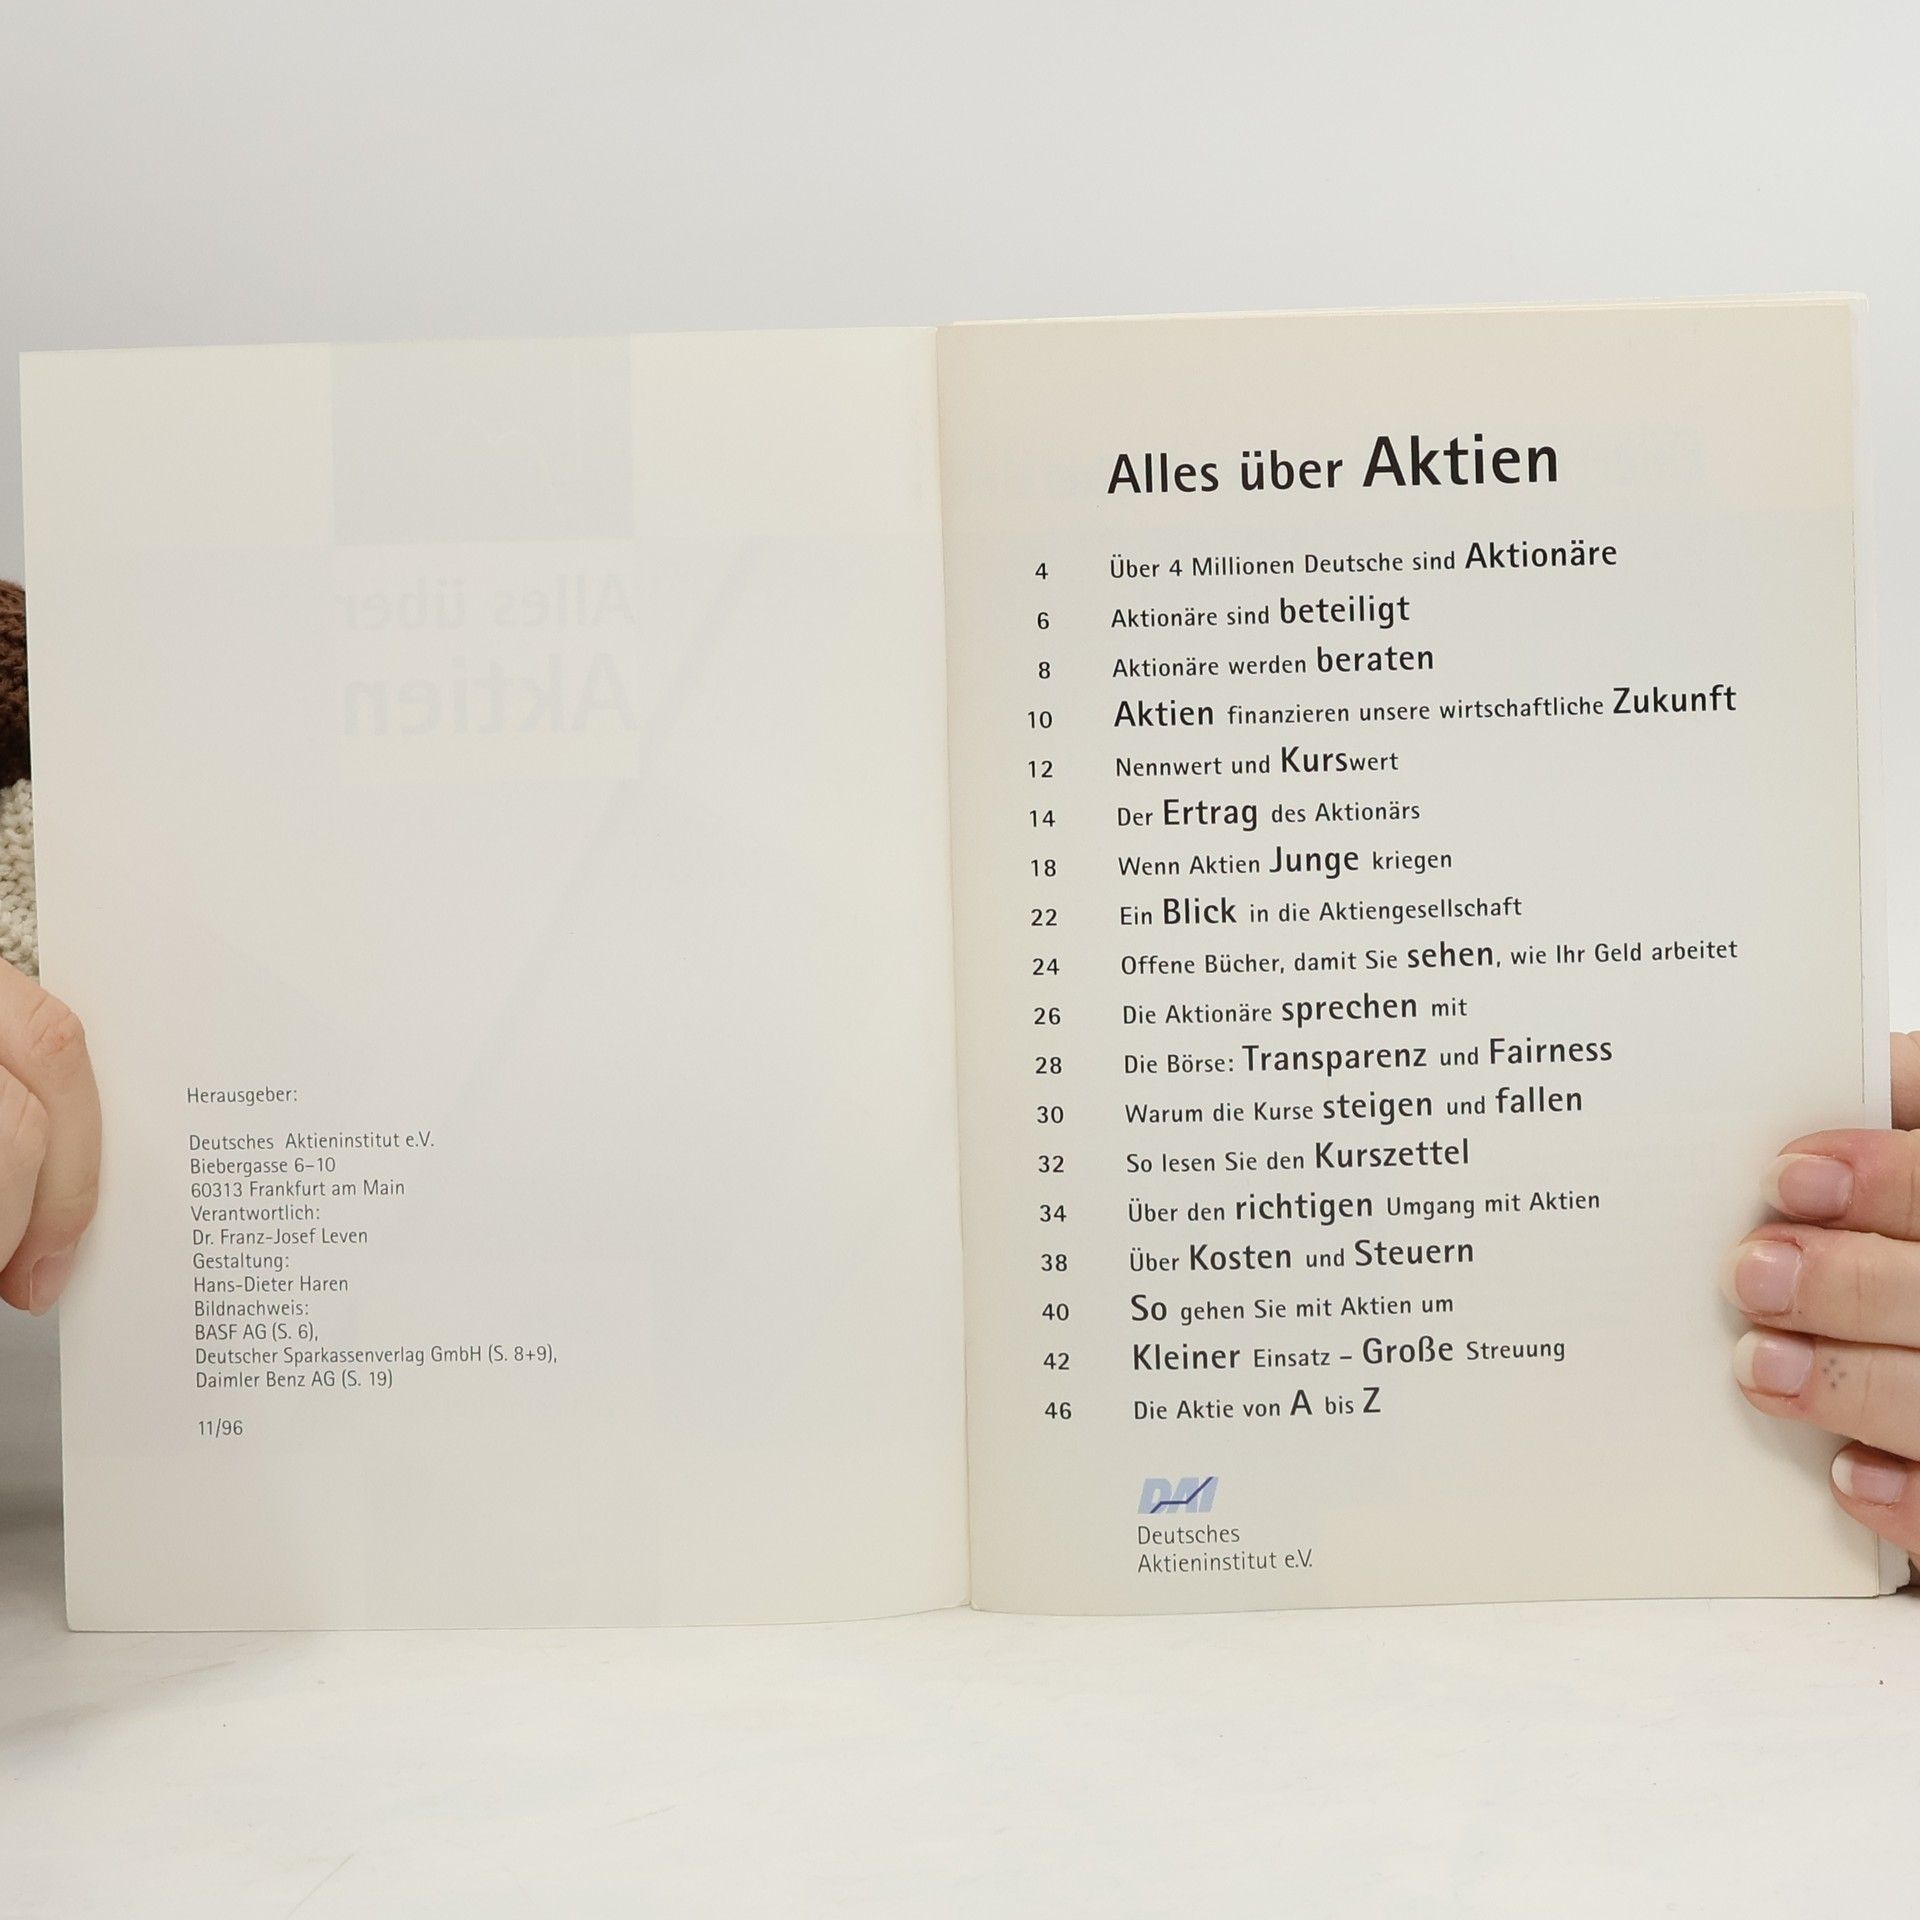 Alles über
Aktien
Herausgeber:
Deutsches Aktieninstitut e.V.
Biebergasse 6–10
60313 Frankfurt am Main
Verantwortlich:
Dr. Franz-Josef Leven
Gestaltung:
Hans-Dieter Haren
Bildnachweis:
BASF AG (S. 6),
Deutscher Sparkassenverlag GmbH (S. 8+9),
Daimler Benz AG (S. 19)
11/96
Alles über Aktien
4 Über 4 Millionen Deutsche sind Aktionäre
6 Aktionäre sind beteiligt
8 Aktionäre werden beraten
10 Aktien finanzieren unsere wirtschaftliche Zukunft
12 Nennwert und Kurswert
14 Der Ertrag des Aktionärs
18 Wenn Aktien Junge kriegen
22 Ein Blick in die Aktiengesellschaft
24 Offene Bücher, damit Sie sehen, wie Ihr Geld arbeitet
26 Die Aktionäre sprechen mit
28 Die Börse: Transparenz und Fairness
30 Warum die Kurse steigen und fallen
32 So lesen Sie den Kurszettel
34 Über den richtigen Umgang mit Aktien
38 Über Kosten und Steuern
40 So gehen Sie mit Aktien um
42 Kleiner Einsatz – Große Streuung
46 Die Aktie von A bis Z
DAI
Deutsches
Aktieninstitut e.V.